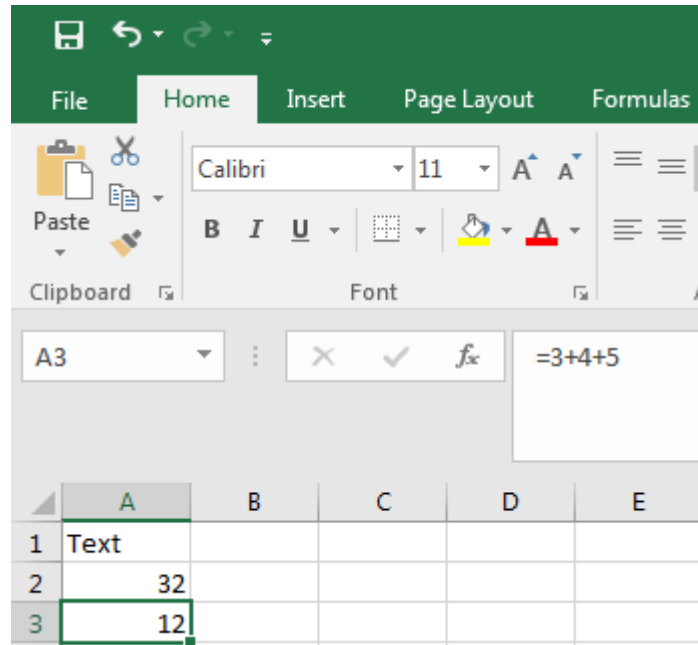 File Home Insert Page Layout Formulas
Calibri 11 A A
Paste
B I U A
Clipboard Font
A3 fx =3+4+5
A B C D E
1 Text
2 32
3 12